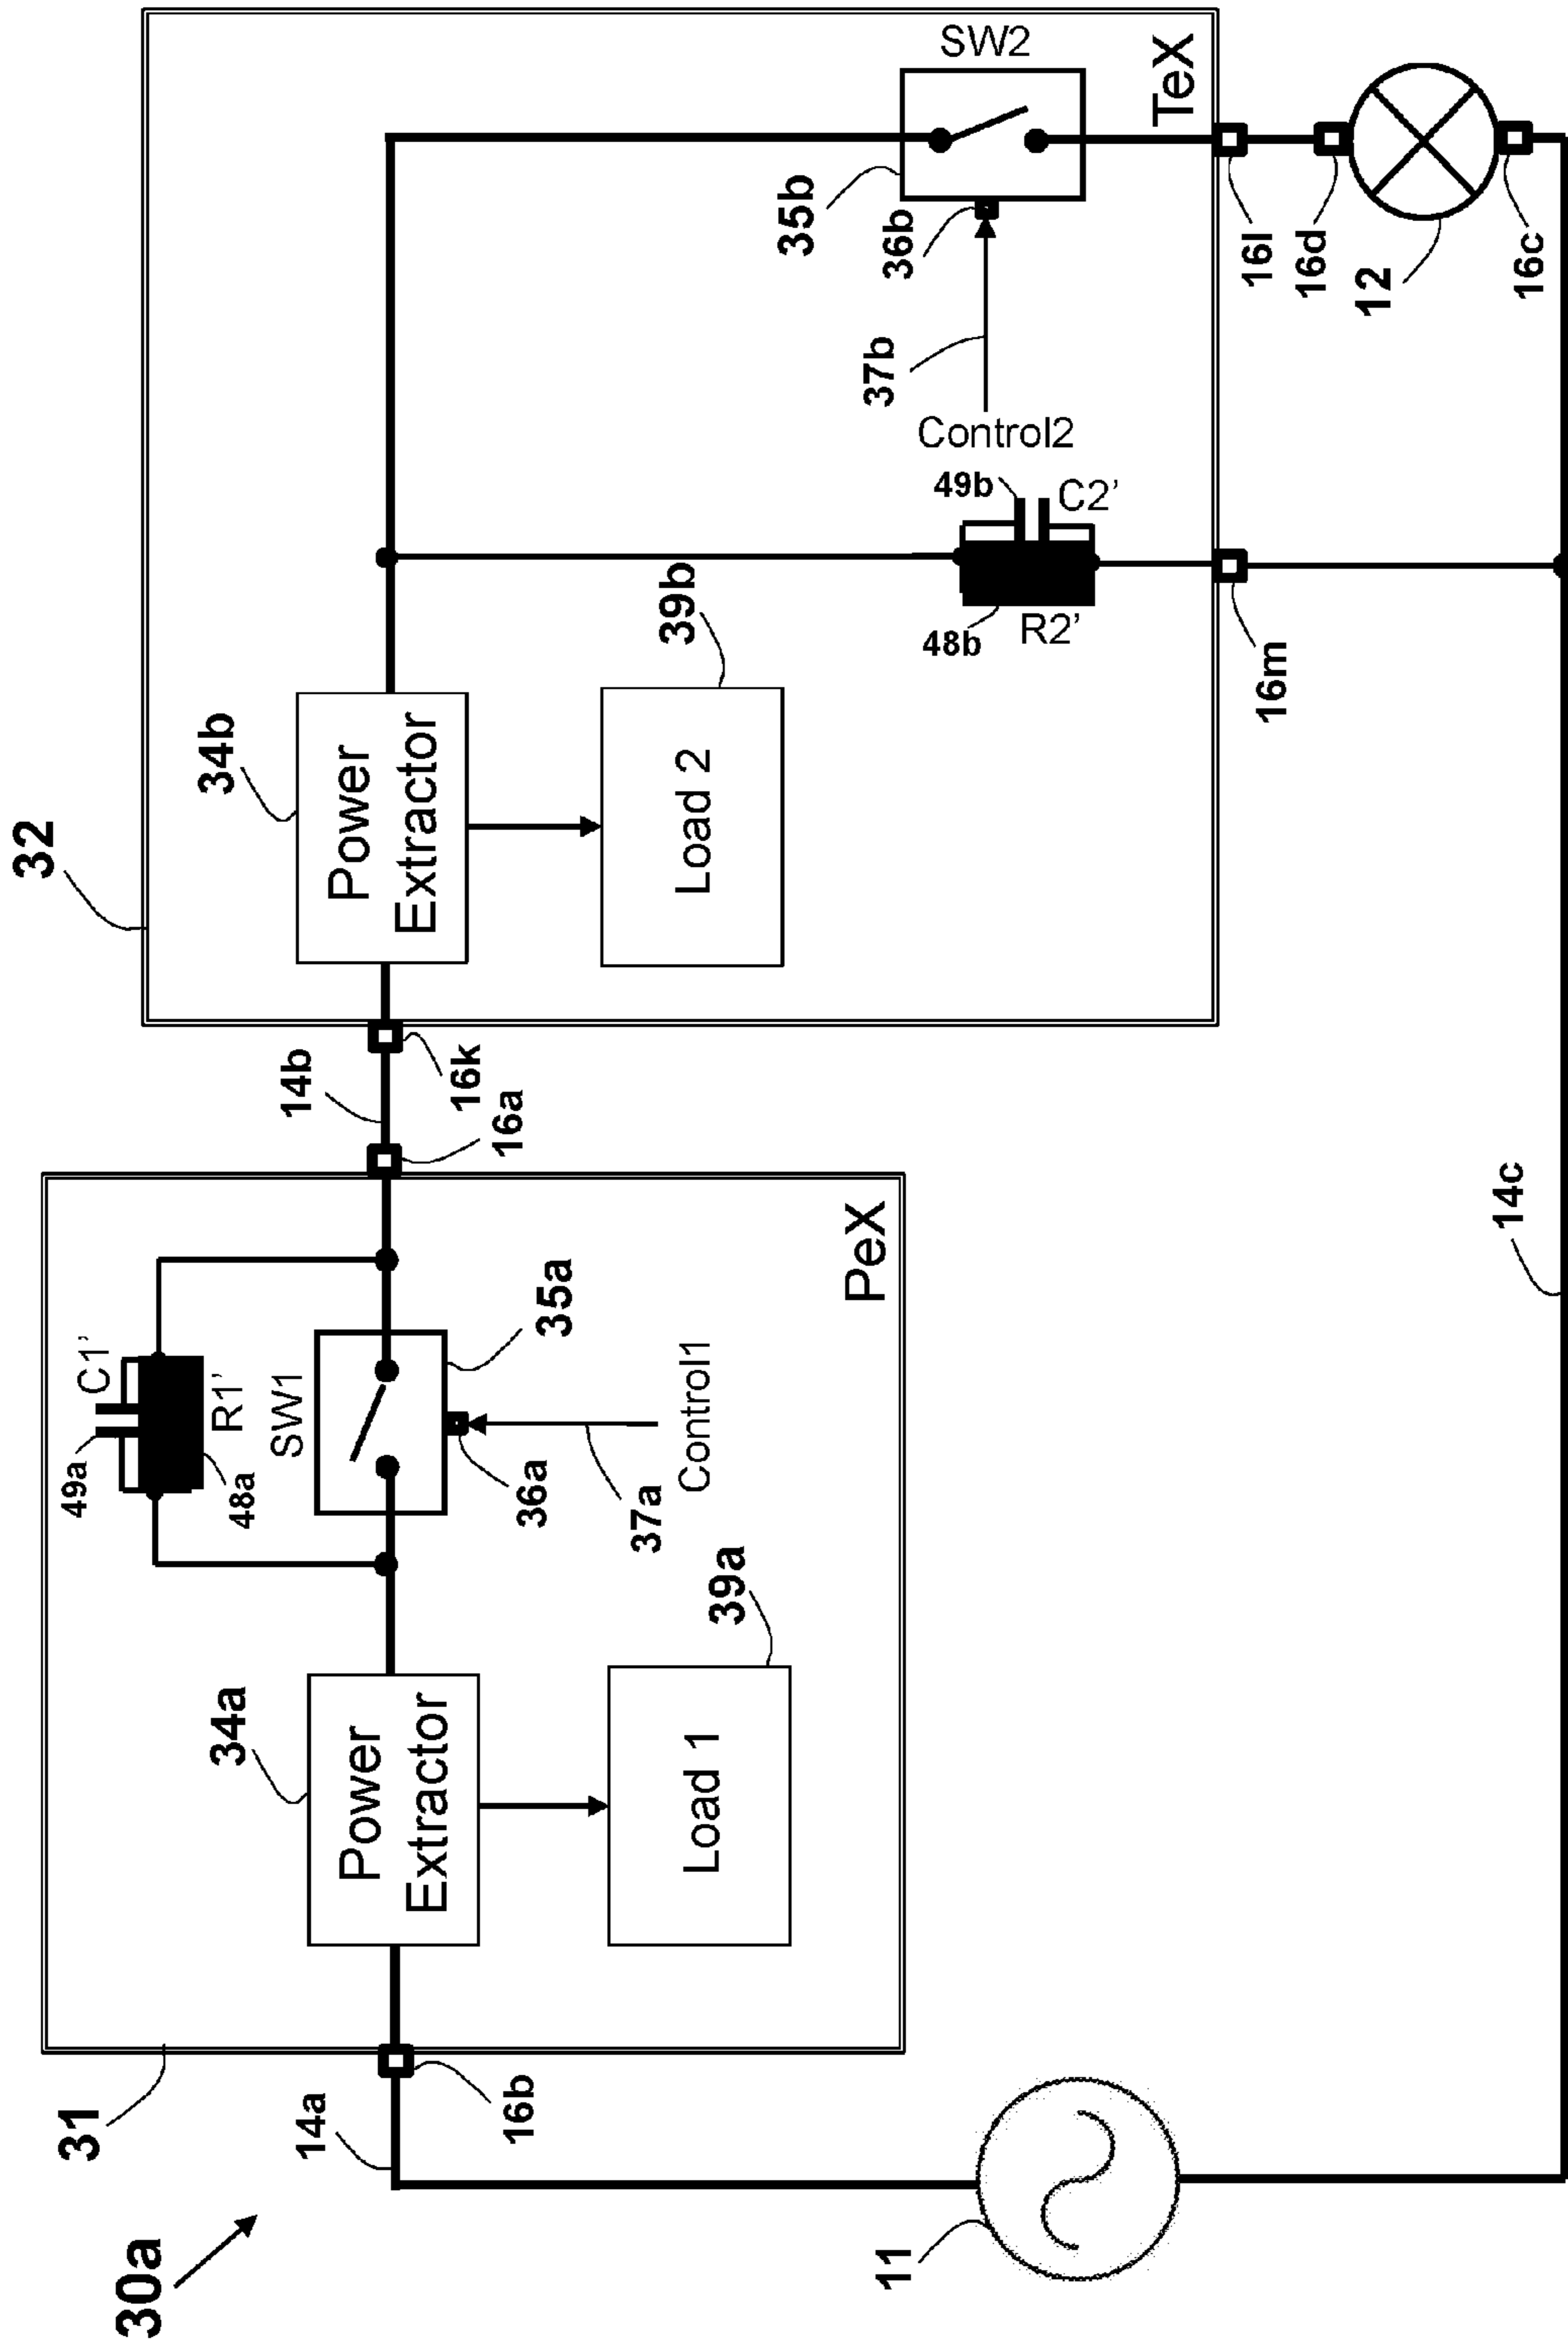 30a
31
14a
16b
11
34a
Power
Extractor
Load 1
39a
49a
C1'
48a
R1'
SW1
35a
36a
37a
Control1
PeX
16a
14b
16k
32
34b
Power
Extractor
Load 2
39b
49b
C2'
48b
R2'
Control2
37b
36b
35b
SW2
TeX
16l
16d
12
16c
16m
14c